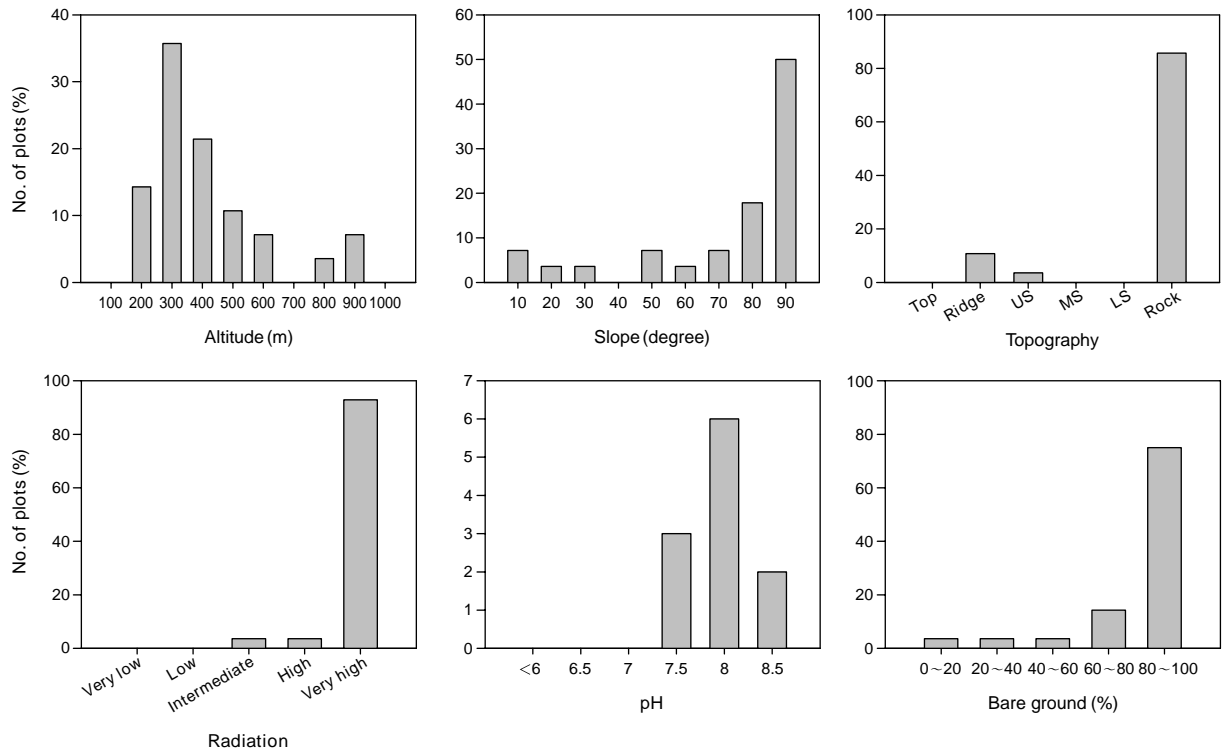 No. of plots (%)
40
30
20
10
0
100 200 300 400 500 600 700 800 900 1000
Altitude (m)
60
50
40
30
20
10
0
10 20 30 40 50 60 70 80 90
Slope (degree)
100
80
60
40
20
0
Top Ridge US MS LS Rock
Topography
No. of plots (%)
100
80
60
40
20
0
Very low Low Intermediate High Very high
Radiation
7
6
5
4
3
2
1
0
<6 6.5 7 7.5 8 8.5
pH
100
80
60
40
20
0
0~20 20~40 40~60 60~80 80~100
Bare ground (%)